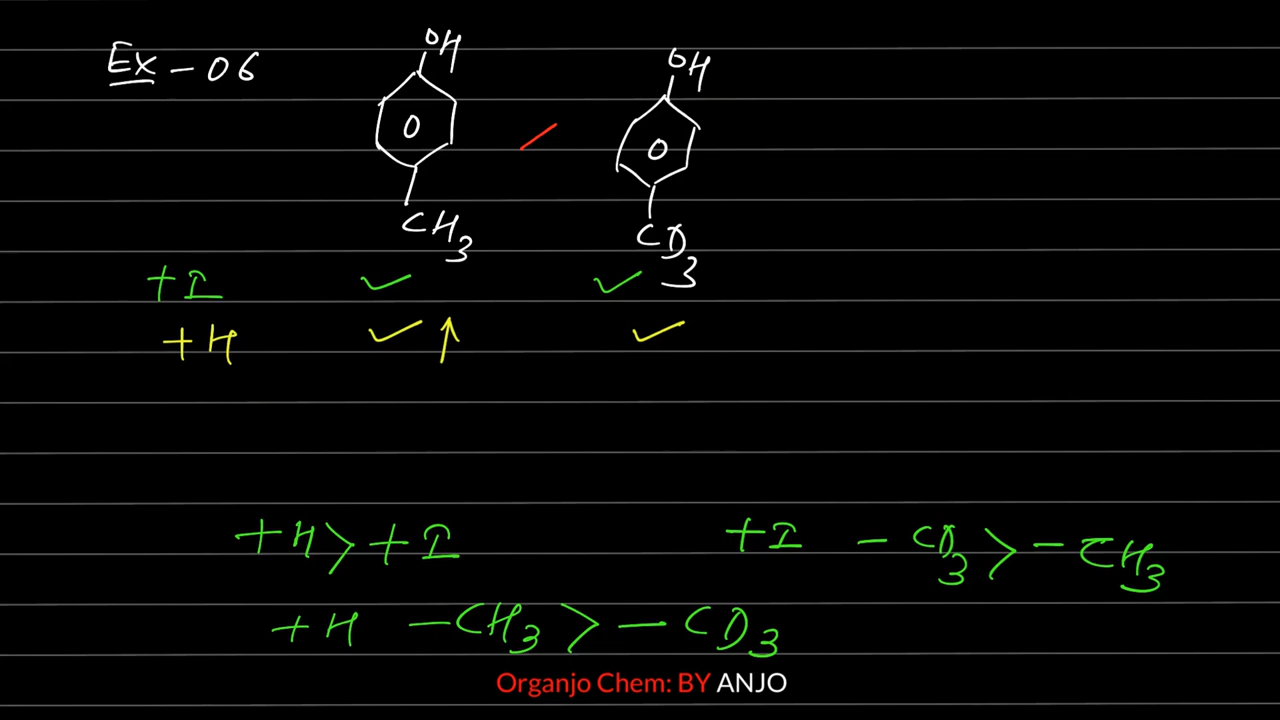 Ex - 06
OH OH
CH3 CD3
+I ✓ ✓
+H ✓ ↑ ✓
+H > +I +I - CD3 > - CH3
+H - CH3 > - CD3
Organjo Chem: BY ANJO